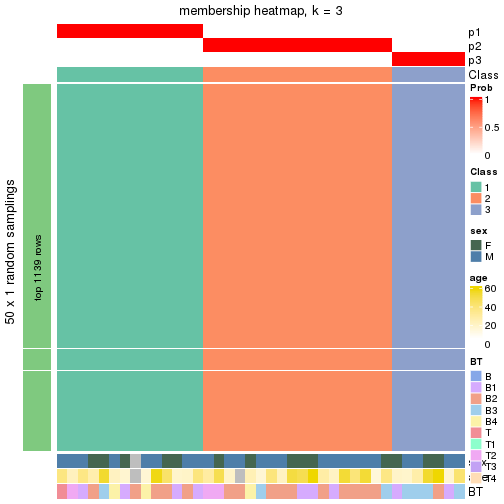 membership heatmap, k = 3
p1
p2
p3
Class
50 x 1 random samplings
top 1139 rows
Prob
1
0.5
0
Class
1
2
3
sex
F
M
age
60
40
20
0
BT
B
B1
B2
B3
B4
T
T1
T2
T3
T4
BT